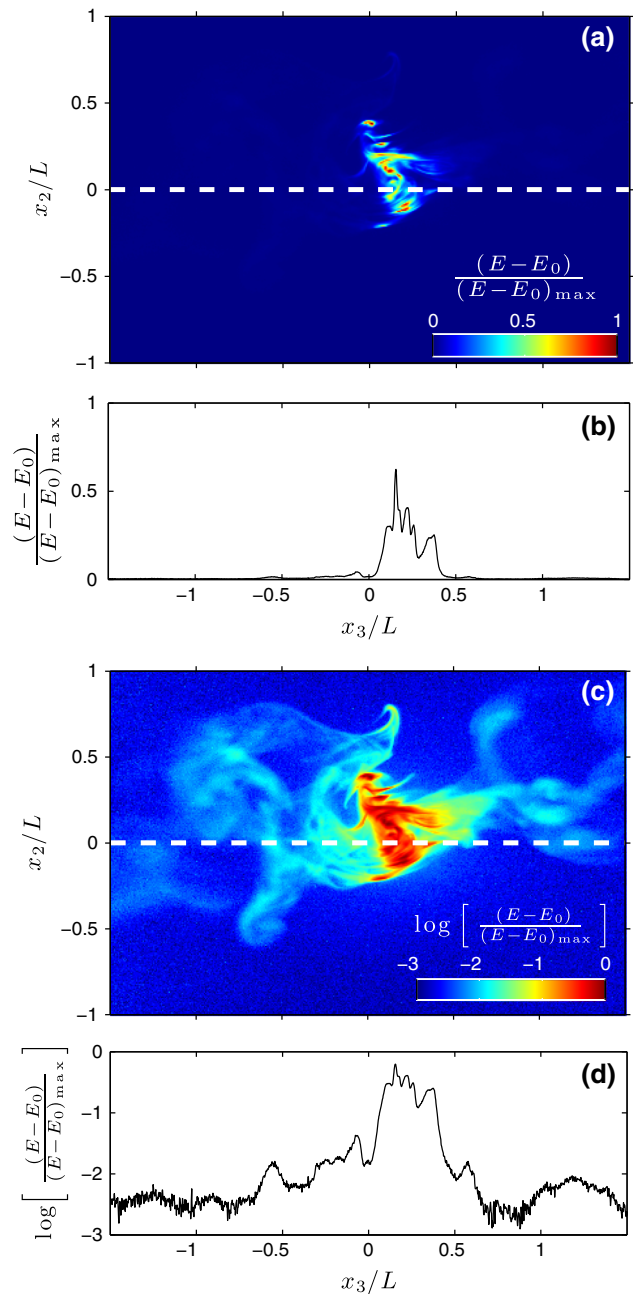 (a)
1
0.5
0
−0.5
−1
x₂/L
(E−E₀)
(E−E₀)max
0 0.5 1
(b)
1
0.5
0
(E−E₀)
(E−E₀)max
−1 −0.5 0 0.5 1
x₃/L
(c)
1
0.5
0
−0.5
−1
x₂/L
log [ (E−E₀) / (E−E₀)max ]
−3 −2 −1 0
(d)
0
−1
−2
−3
log[ (E−E₀) / (E−E₀)max ]
−1 −0.5 0 0.5 1
x₃/L